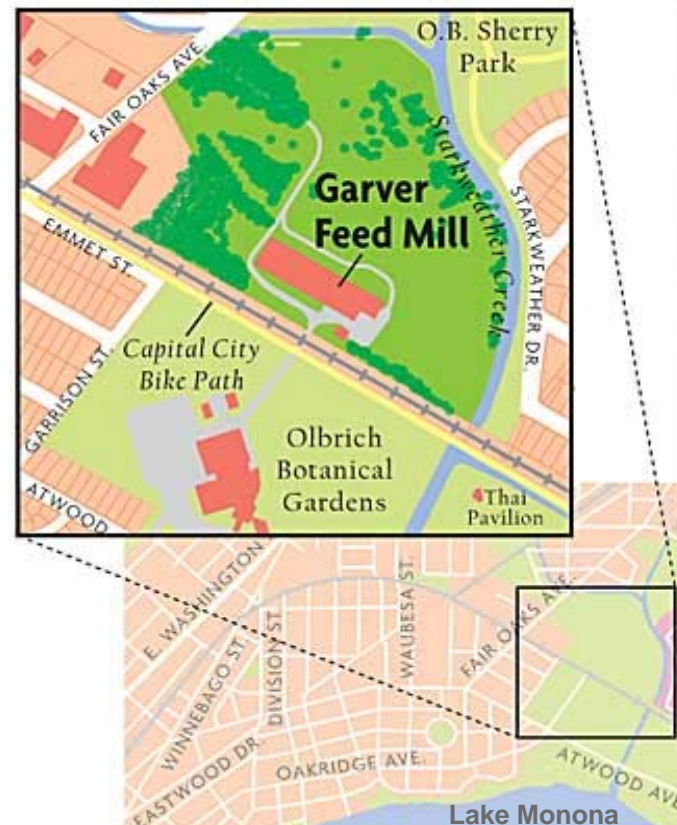 O.B. Sherry
Park
FAIR OAKS AVE.
Starkweather Creek
Garver
Feed Mill
STARKWEATHER DR.
EMMET ST.
Capital City
Bike Path
GARRISON ST.
Olbrich
Botanical
Gardens
ATWOOD
Thai
Pavilion
E. WASHINGTON
WAUBESA ST.
FAIR OAKS AVE.
DIVISION ST.
WINNEBAGO ST.
EASTWOOD DR.
OAKRIDGE AVE.
ATWOOD AVE
Lake Monona